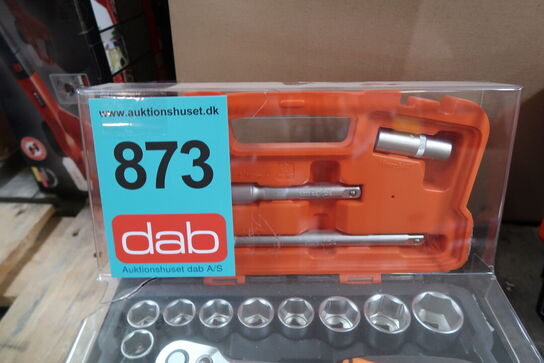 www.auktionshuset.dk
873
dab
Auktionshuset dab A/S